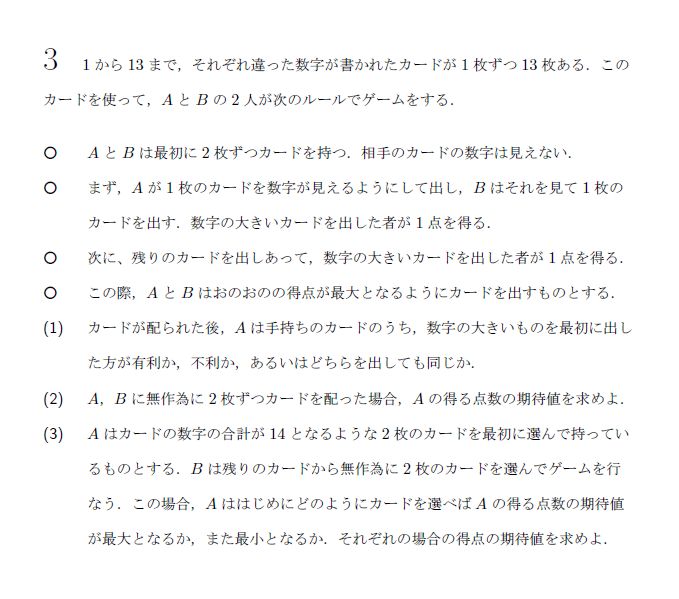 3 1 から 13 まで，それぞれ違った数字が書かれたカードが 1 枚ずつ 13 枚ある．この
カードを使って，A と B の 2 人が次のルールでゲームをする．
○ A と B は最初に 2 枚ずつカードを持つ．相手のカードの数字は見えない．
○ まず，A が 1 枚のカードを数字が見えるようにして出し，B はそれを見て 1 枚の
カードを出す．数字の大きいカードを出した者が 1 点を得る．
○ 次に、残りのカードを出しあって，数字の大きいカードを出した者が 1 点を得る．
○ この際，A と B はおのおのの得点が最大となるようにカードを出すものとする．
(1) カードが配られた後，A は手持ちのカードのうち，数字の大きいものを最初に出し
た方が有利か，不利か，あるいはどちらを出しても同じか．
(2) A，B に無作為に 2 枚ずつカードを配った場合，A の得る点数の期待値を求めよ．
(3) A はカードの数字の合計が 14 となるような 2 枚のカードを最初に選んで持ってい
るものとする．B は残りのカードから無作為に 2 枚のカードを選んでゲームを行
なう．この場合，A ははじめにどのようにカードを選べば A の得る点数の期待値
が最大となるか，また最小となるか．それぞれの場合の得点の期待値を求めよ．